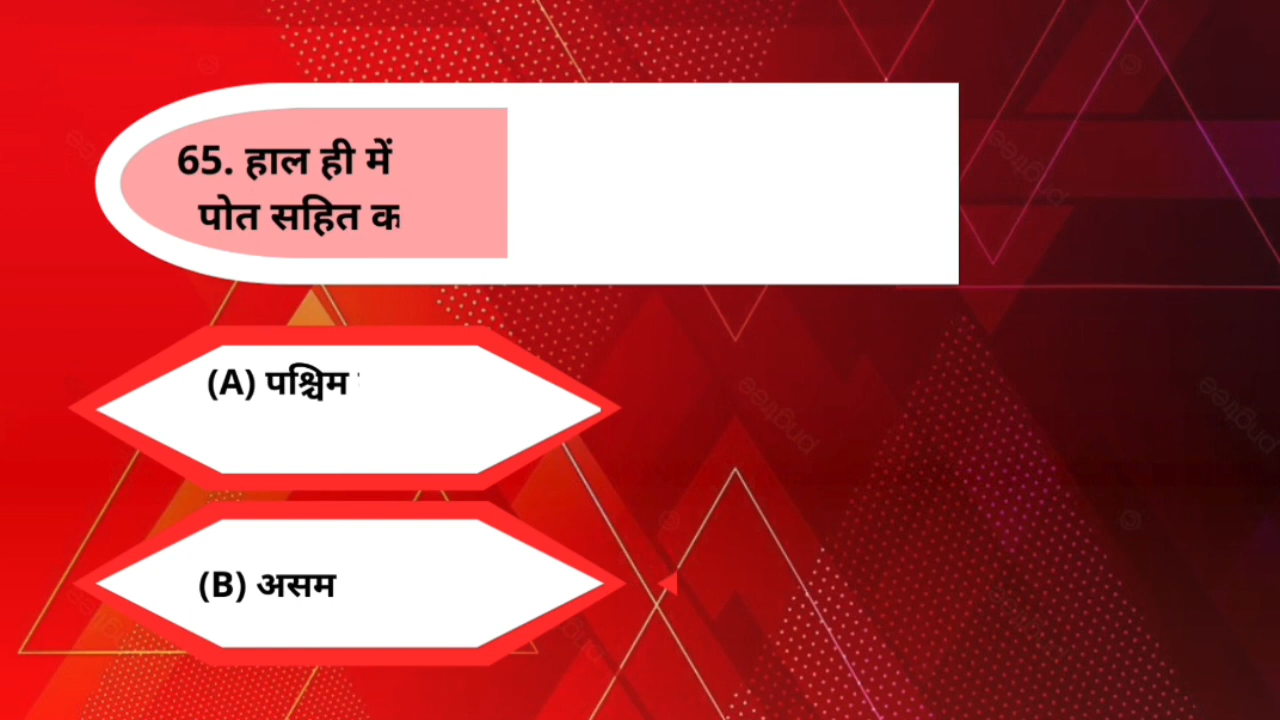 65. हाल ही में
पोत सहित
(A) पश्चिम
(B) असम